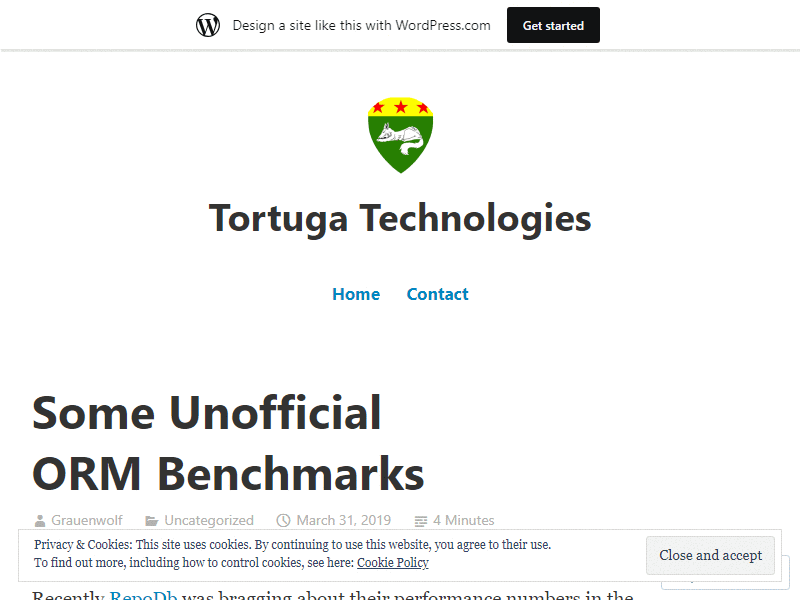 Design a site like this with WordPress.com
Get started
Tortuga Technologies
Home Contact
Some Unofficial
ORM Benchmarks
Grauenwolf Uncategorized March 31, 2019 4 Minutes
Privacy & Cookies: This site uses cookies. By continuing to use this website, you agree to their use.
To find out more, including how to control cookies, see here: Cookie Policy
Close and accept
Recently RepoDb was bragging about their performance numbers in the